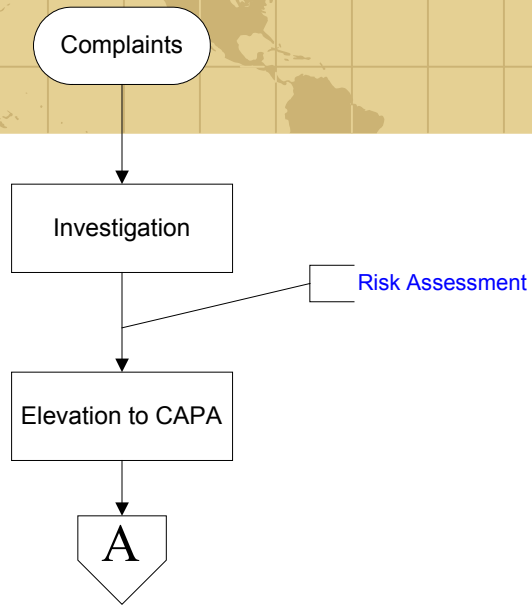 Complaints
Investigation
Risk Assessment
Elevation to CAPA
A